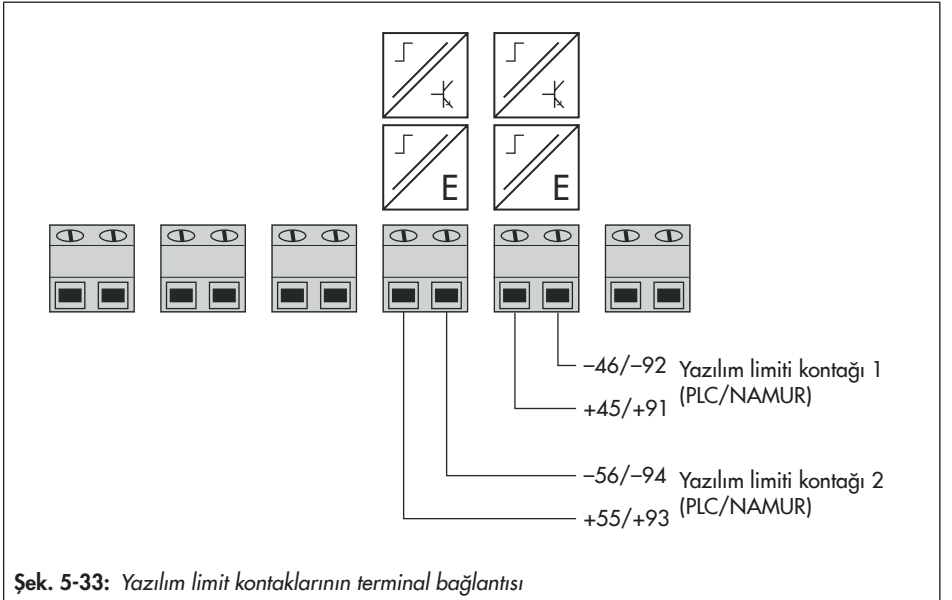 E E
−46/−92 Yazılım limiti kontağı 1
(PLC/NAMUR)
+45/+91
−56/−94 Yazılım limiti kontağı 2
(PLC/NAMUR)
+55/+93
Şek. 5-33: Yazılım limit kontaklarının terminal bağlantısı